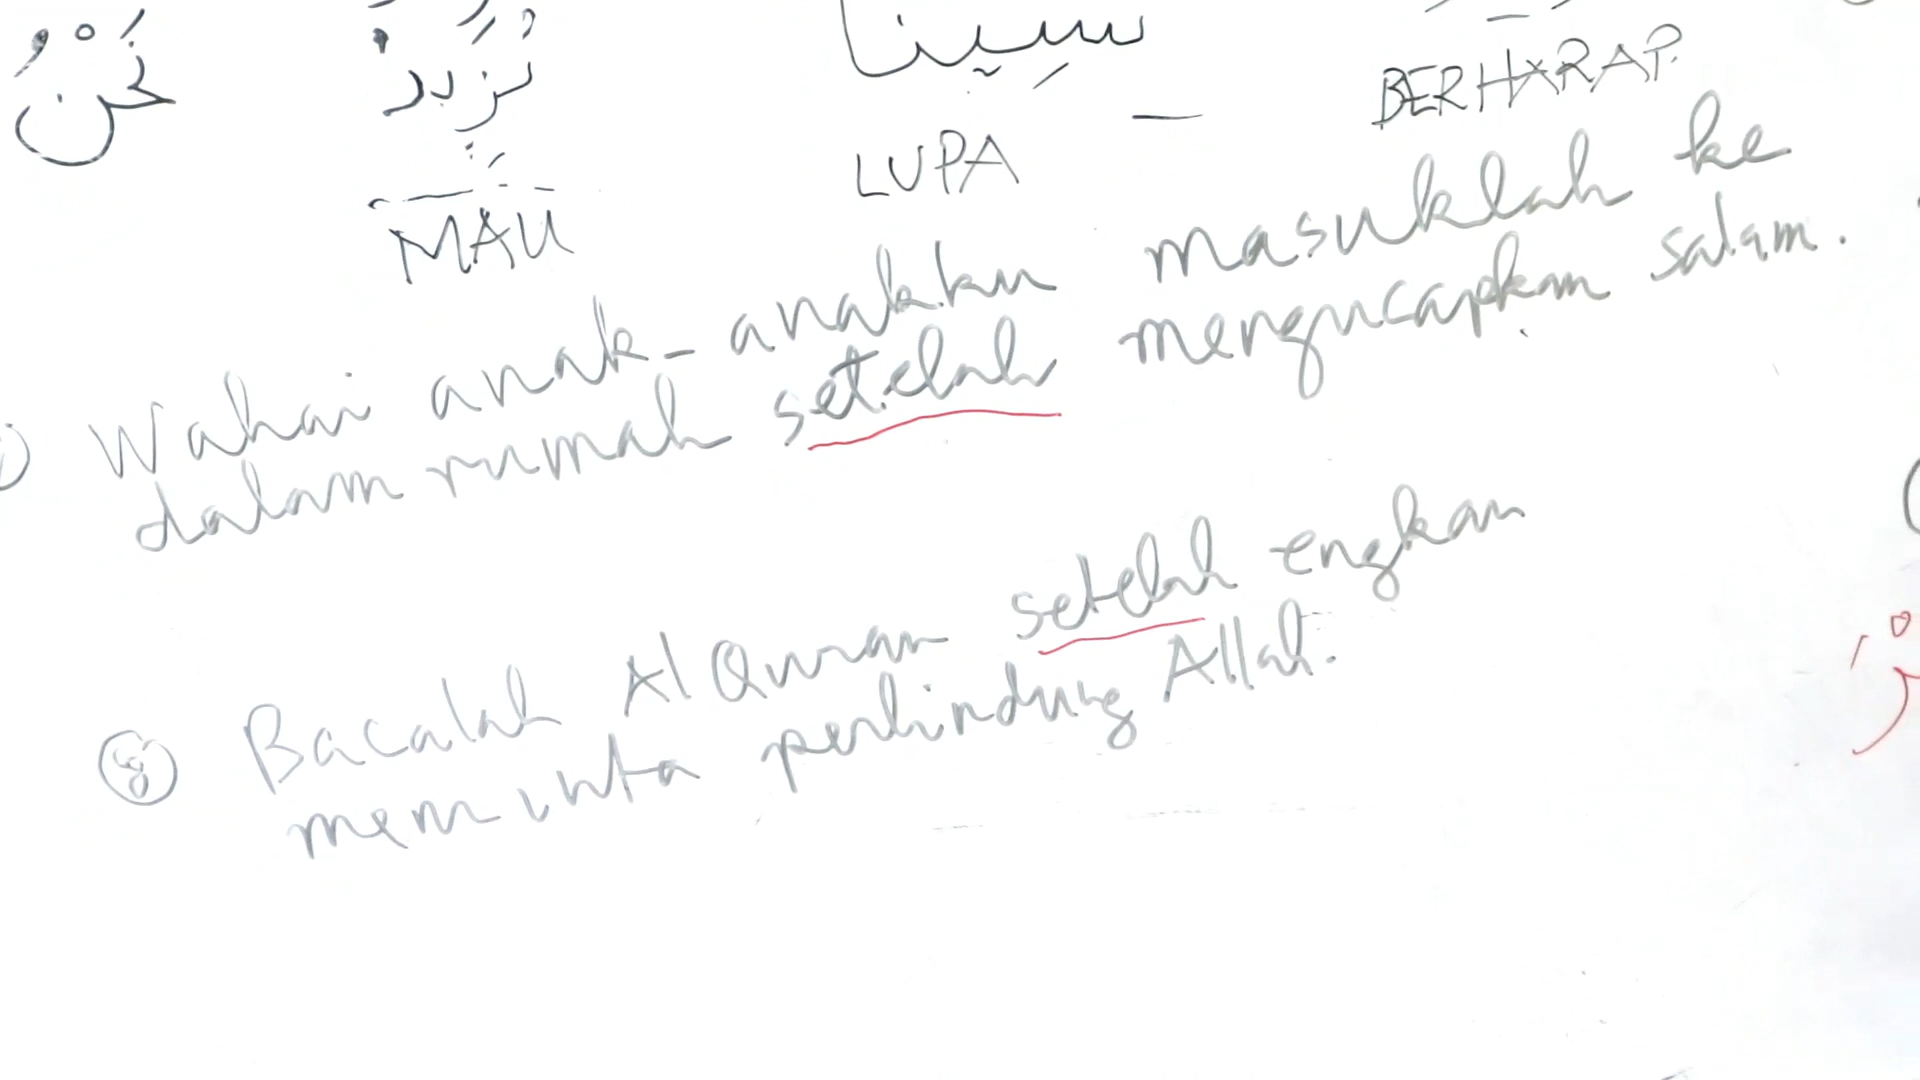 نَحْنُ نُرِيْدُ سِينَا
MAU LUPA — BERHARAP.
Wahai anak-anakku masuklah ke
dalam rumah setelah mengucapkan salam.
⑧ Bacalah Al Quran setelah engkau
meminta perlindung Allah.